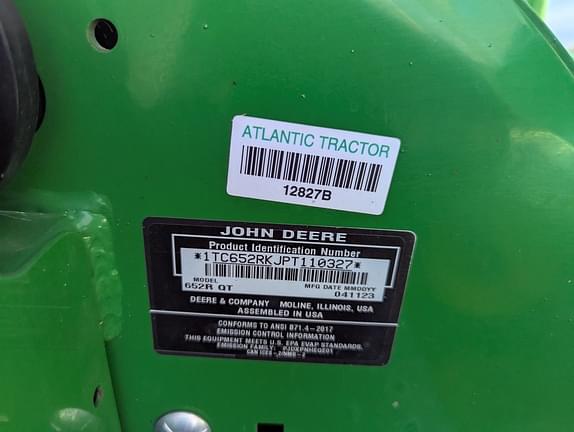 ATLANTIC TRACTOR
12827B
JOHN DEERE
Product Identification Number
*1TC652RKJPT110327*
MODEL MFG DATE MMDDYY
652R QT 041123
DEERE & COMPANY MOLINE, ILLINOIS, USA
ASSEMBLED IN USA
CONFORMS TO ANSI B71.4-2017
EMISSION CONTROL INFORMATION
THIS EQUIPMENT MEETS U.S. EPA EVAP STANDARDS.
EMISSION FAMILY: